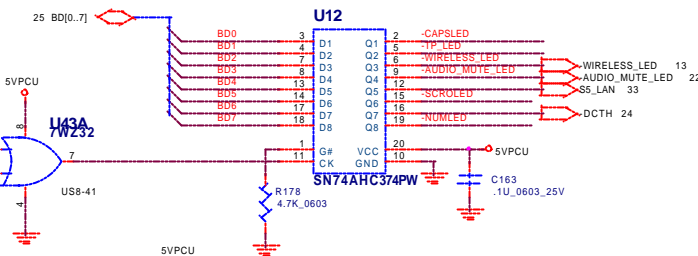 U12
25 BD[0..7]
BD0 3 D1 Q1 2 -CAPSLED
BD1 4 D2 Q2 5 -TP_LED
BD2 7 D3 Q3 6 -WIRELESS_LED -WIRELESS_LED 13
BD3 8 D4 Q4 9 -AUDIO_MUTE_LED -AUDIO_MUTE_LED 22
BD4 13 D5 Q5 12 S5_LAN 33
BD5 14 D6 Q6 15 -SCROLED
BD6 17 D7 Q7 16 -DCTH 24
BD7 18 D8 Q8 19 -NUMLED
5VPCU
8
U43A
7WZ32
7
4
US8-41
1 G# VCC 20 5VPCU
11 CK GND 10
SN74AHC374PW
R178
4.7K_0603
C163
.1U_0603_25V
5VPCU